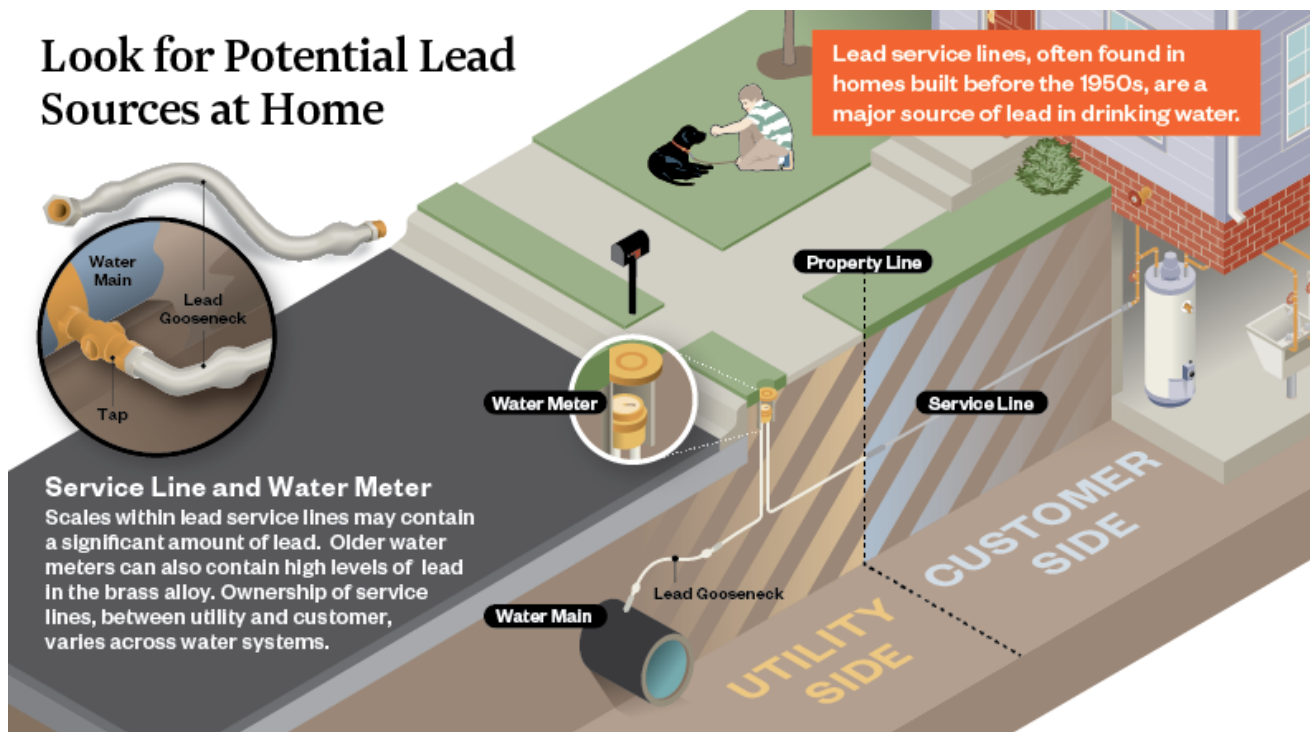 Look for Potential Lead
Sources at Home
Lead service lines, often found in
homes built before the 1950s, are a
major source of lead in drinking water.
Water
Main
Lead
Gooseneck
Tap
Property Line
Water Meter
Service Line
Service Line and Water Meter
Scales within lead service lines may contain
a significant amount of lead. Older water
meters can also contain high levels of lead
in the brass alloy. Ownership of service
lines, between utility and customer,
varies across water systems.
Lead Gooseneck
Water Main
CUSTOMER
SIDE
UTILITY
SIDE